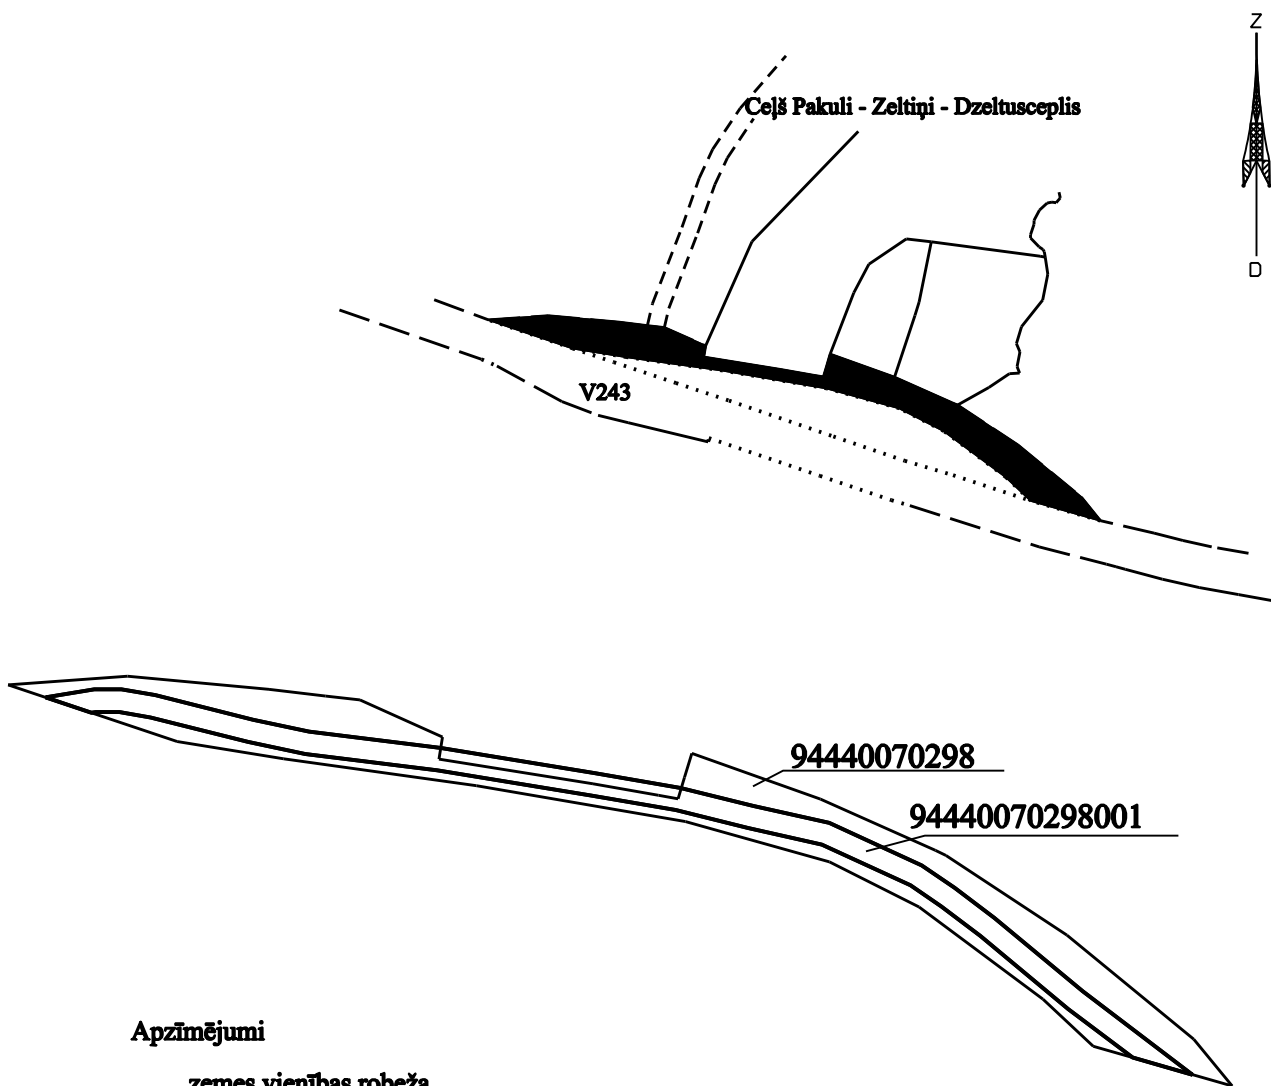 Z
Ceļš Pakuli - Zeltiņi - Dzeltusceplis
D
V243
94440070298
94440070298001
Apzīmējumi
zemes vienības robeža